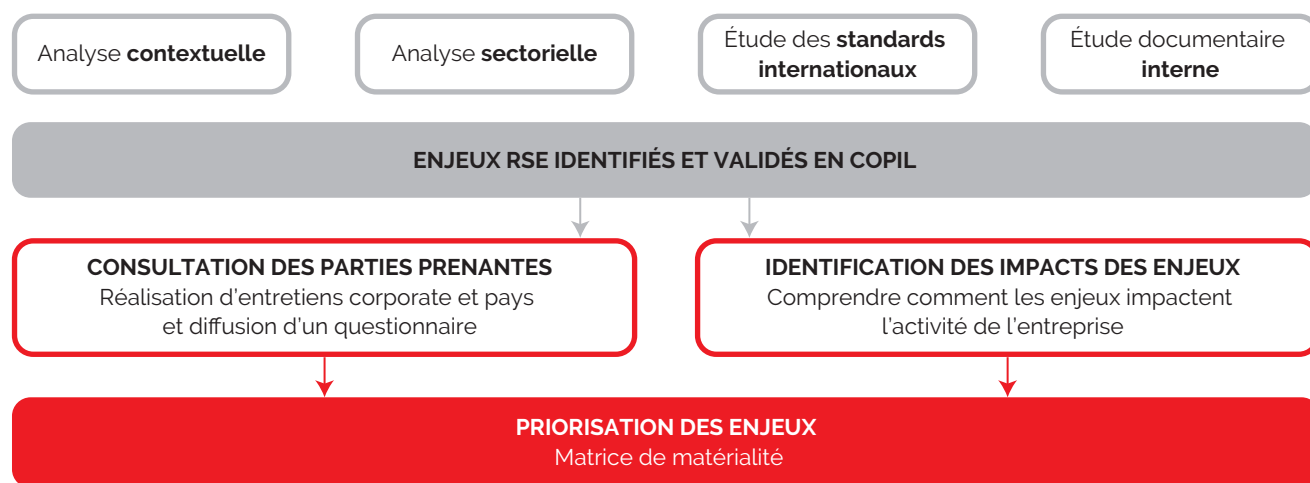 Analyse contextuelle
Analyse sectorielle
Étude des standards
internationaux
Étude documentaire
interne
ENJEUX RSE IDENTIFIÉS ET VALIDÉS EN COPIL
CONSULTATION DES PARTIES PRENANTES
Réalisation d'entretiens corporate et pays
et diffusion d'un questionnaire
IDENTIFICATION DES IMPACTS DES ENJEUX
Comprendre comment les enjeux impactent
l'activité de l'entreprise
PRIORISATION DES ENJEUX
Matrice de matérialité